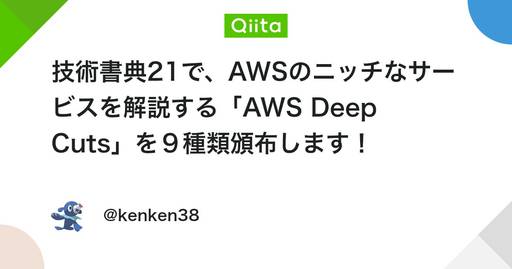 Qiita
技術書典21で、AWSのニッチなサー
ビスを解説する「AWS Deep
Cuts」を９種類頒布します！
@kenken38